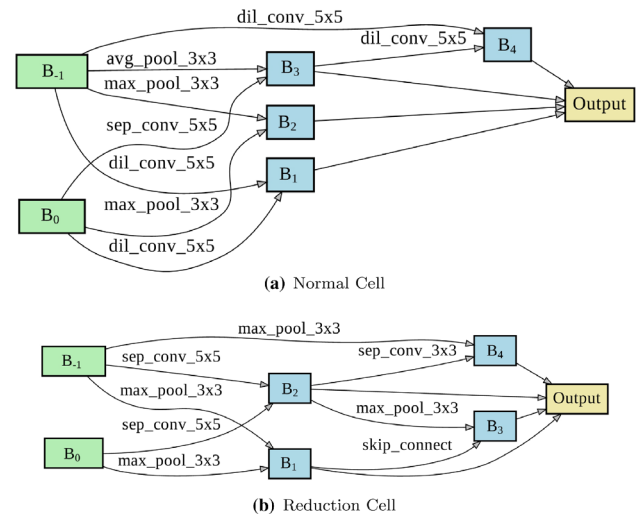 dil_conv_5x5
B-1
avg_pool_3x3
max_pool_3x3
dil_conv_5x5
B4
B3
Output
sep_conv_5x5
B2
dil_conv_5x5
B1
B0
max_pool_3x3
dil_conv_5x5
(a) Normal Cell
max_pool_3x3
B-1
sep_conv_5x5
sep_conv_3x3
B4
max_pool_3x3
B2
Output
max_pool_3x3
B3
sep_conv_5x5
skip_connect
B0
max_pool_3x3
B1
(b) Reduction Cell